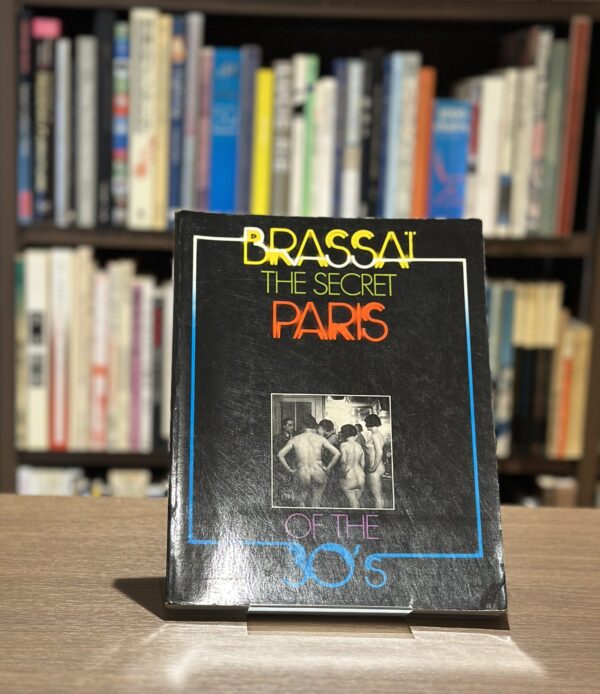 BRASSAÏ
THE SECRET
PARIS
OF THE
30's